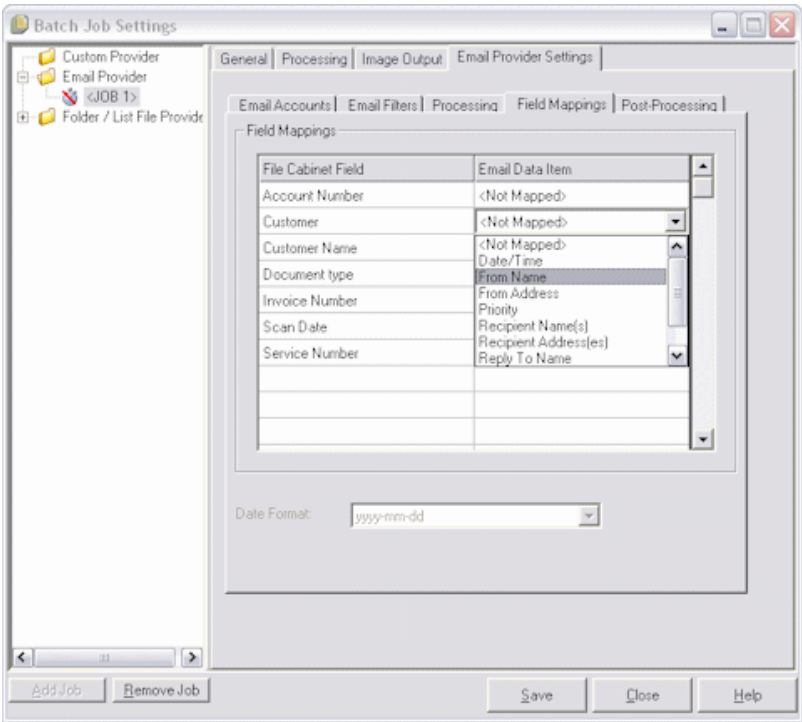 Batch Job Settings
Custom Provider
Email Provider
<JOB 1>
Folder / List File Provide
General Processing Image Output Email Provider Settings
Email Accounts Email Filters Processing Field Mappings Post-Processing
Field Mappings
File Cabinet Field Email Data Item
Account Number <Not Mapped>
Customer <Not Mapped>
Customer Name
Document type
Invoice Number
Scan Date
Service Number
<Not Mapped>
Date/Time
From Name
From Address
Priority
Recipient Name(s)
Recipient Address(es)
Reply To Name
Date Format: yyyy-mm-dd
Add Job Remove Job Save Close Help